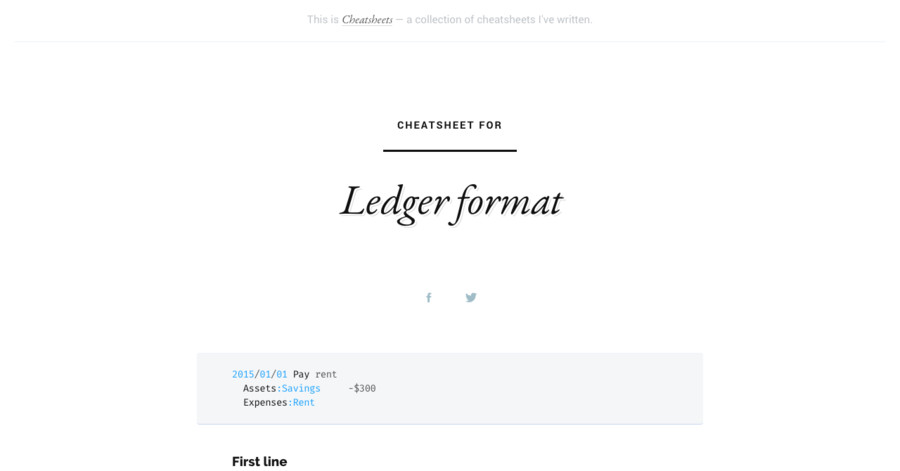 This is Cheatsheets — a collection of cheatsheets I've written.
CHEATSHEET FOR
Ledger format
2015/01/01 Pay rent
  Assets:Savings     -$300
  Expenses:Rent
First line